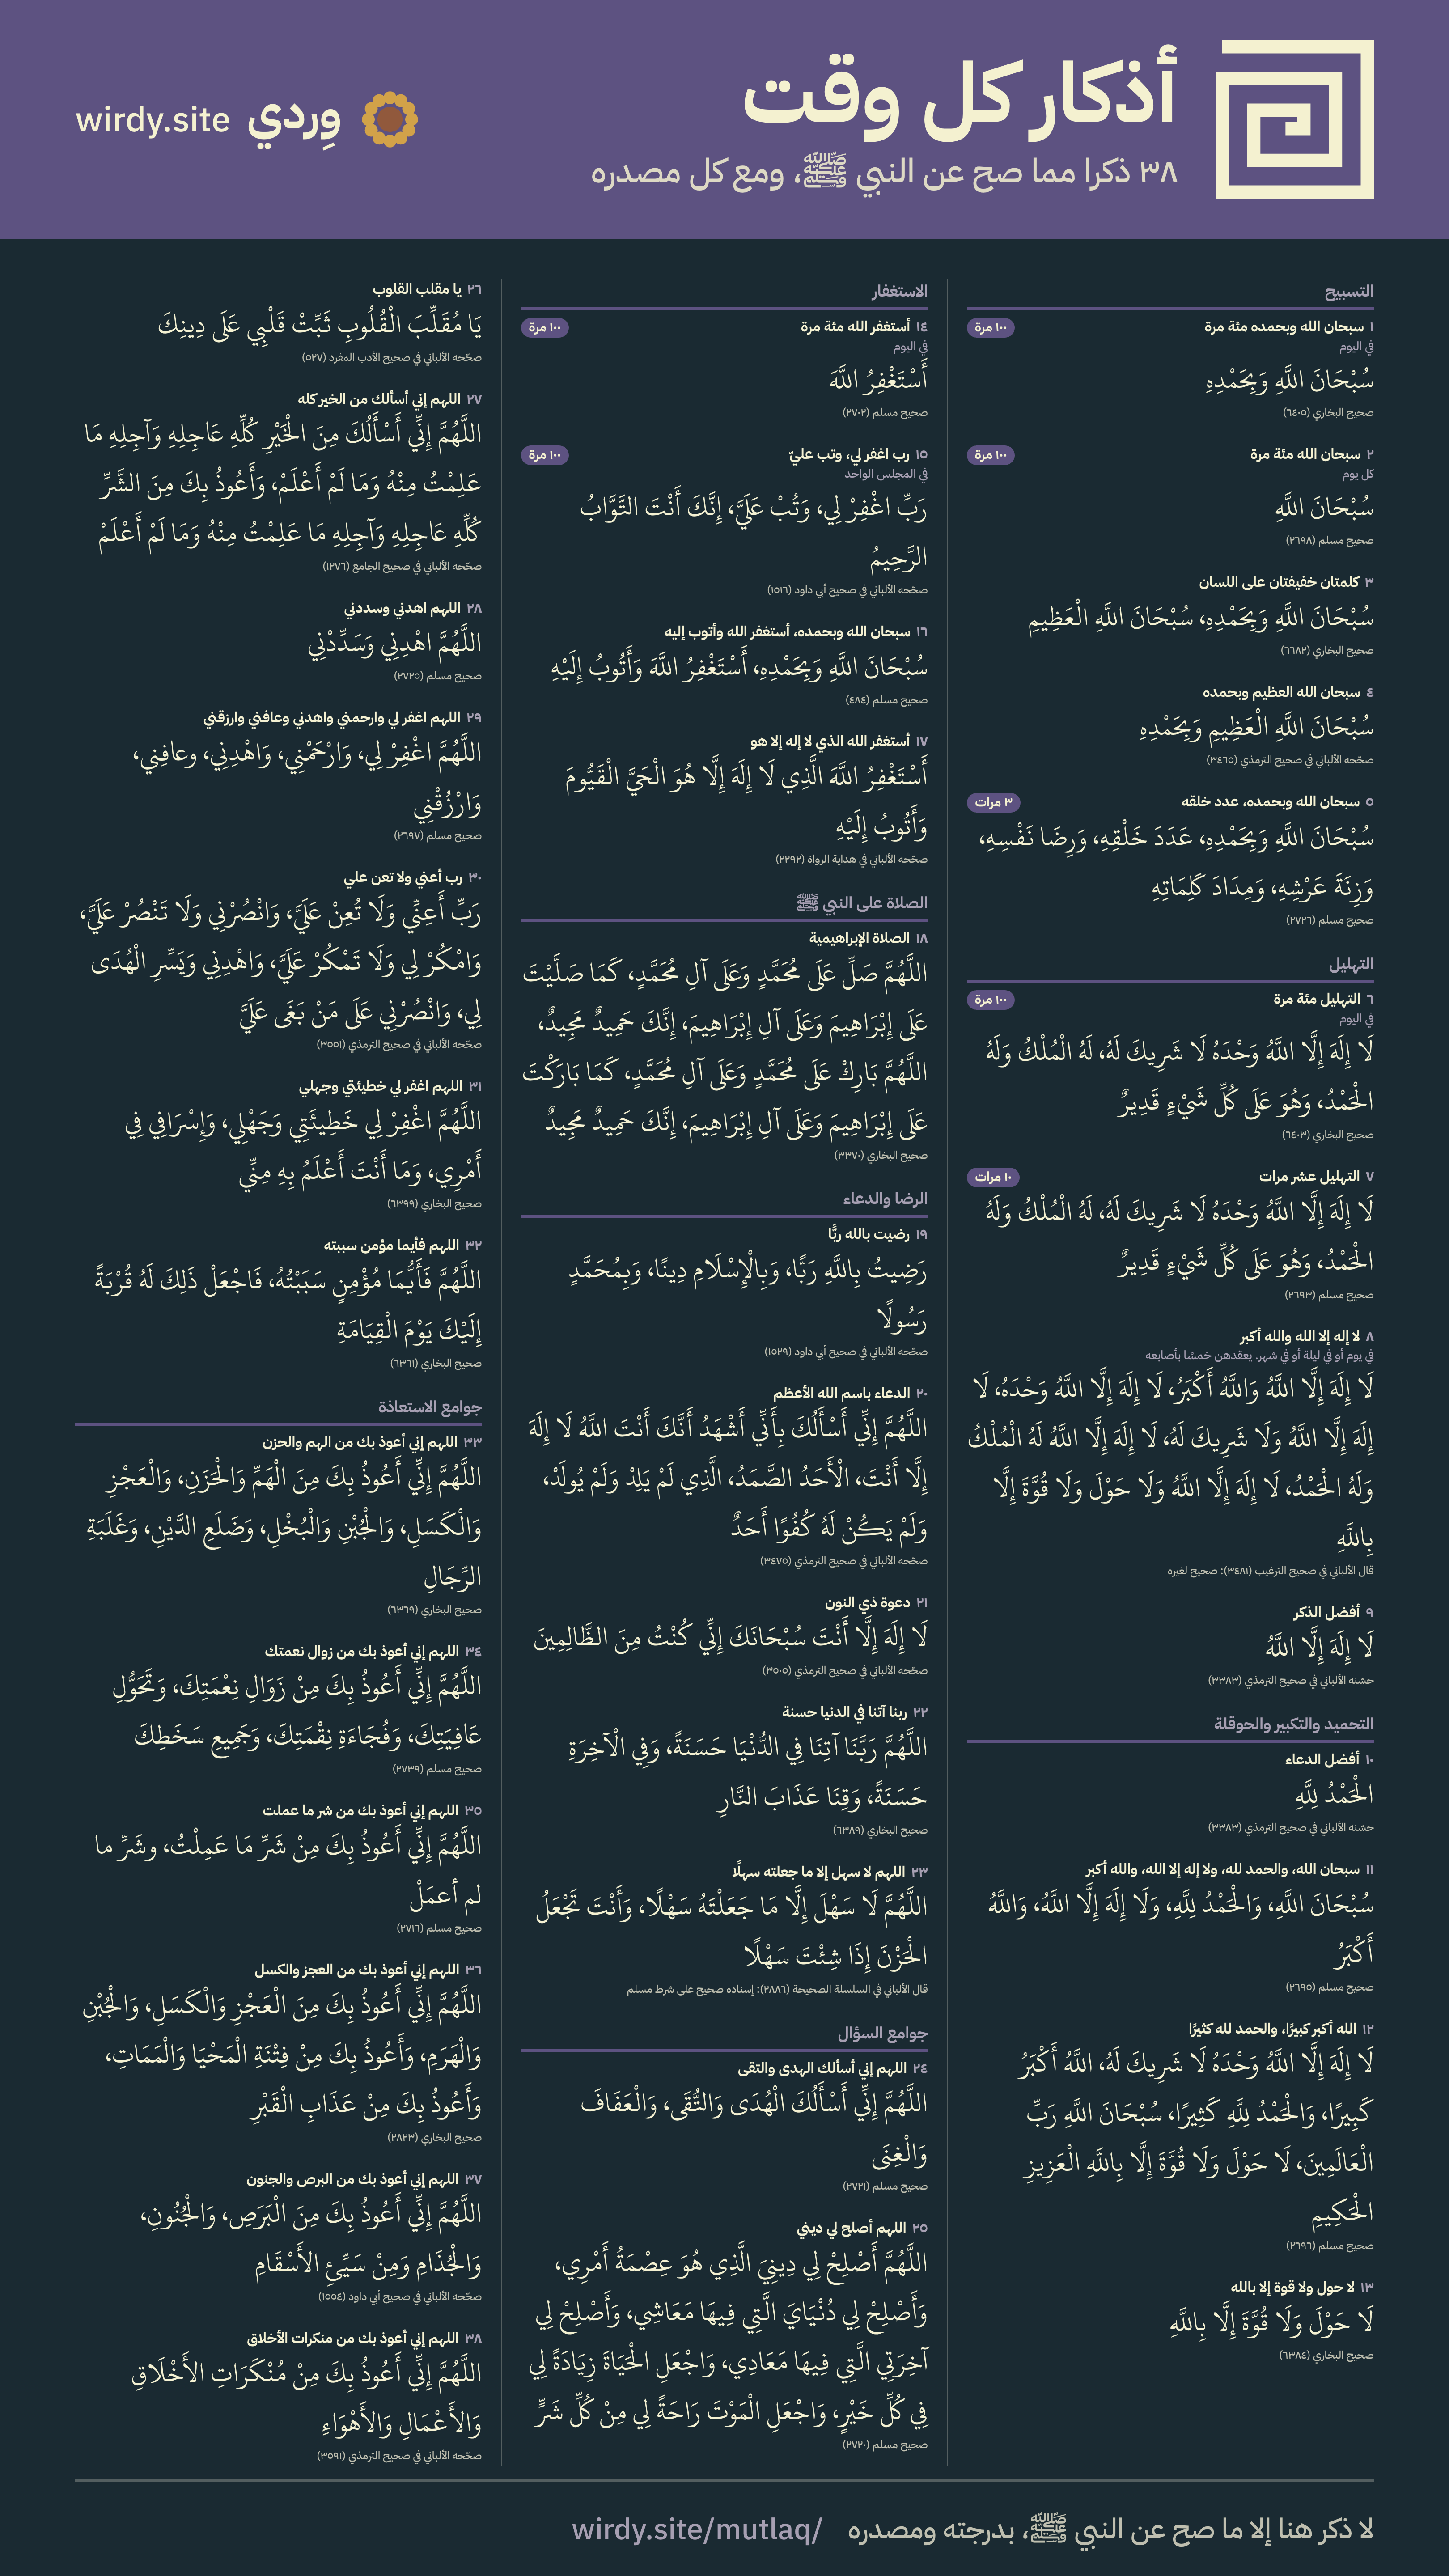 أذكار كل وقت
٣٨ ذكرا مما صح عن النبي ﷺ، ومع كل مصدره
وِردي wirdy.site
التسبيح
١ سبحان الله وبحمده مئة مرة ١٠٠ مرة
في اليوم
سُبْحَانَ اللَّهِ وَبِحَمْدِهِ
صحيح البخاري (٦٤٠٥)
٢ سبحان الله مئة مرة ١٠٠ مرة
كل يوم
سُبْحَانَ اللَّهِ
صحيح مسلم (٢٦٩٨)
٣ كلمتان خفيفتان على اللسان
سُبْحَانَ اللَّهِ وَبِحَمْدِهِ، سُبْحَانَ اللَّهِ الْعَظِيمِ
صحيح البخاري (٦٦٨٢)
٤ سبحان الله العظيم وبحمده
سُبْحَانَ اللَّهِ الْعَظِيمِ وَبِحَمْدِهِ
صحّحه الألباني في صحيح الترمذي (٣٤٦٥)
٥ سبحان الله وبحمده، عدد خلقه ٣ مرات
سُبْحَانَ اللَّهِ وَبِحَمْدِهِ، عَدَدَ خَلْقِهِ، وَرِضَا نَفْسِهِ،
وَزِنَةَ عَرْشِهِ، وَمِدَادَ كَلِمَاتِهِ
صحيح مسلم (٢٧٢٦)
التهليل
٦ التهليل مئة مرة ١٠٠ مرة
في اليوم
لَا إِلَهَ إِلَّا اللَّهُ وَحْدَهُ لَا شَرِيكَ لَهُ، لَهُ الْمُلْكُ وَلَهُ
الْحَمْدُ، وَهُوَ عَلَى كُلِّ شَيْءٍ قَدِيرٌ
صحيح البخاري (٦٤٠٣)
٧ التهليل عشر مرات ١٠ مرات
لَا إِلَهَ إِلَّا اللَّهُ وَحْدَهُ لَا شَرِيكَ لَهُ، لَهُ الْمُلْكُ وَلَهُ
الْحَمْدُ، وَهُوَ عَلَى كُلِّ شَيْءٍ قَدِيرٌ
صحيح مسلم (٢٦٩٣)
٨ لا إله إلا الله والله أكبر
في يوم أو في ليلة أو في شهر. يعقدهن خمسًا بأصابعه
لَا إِلَهَ إِلَّا اللَّهُ وَاللَّهُ أَكْبَرُ، لَا إِلَهَ إِلَّا اللَّهُ وَحْدَهُ، لَا
إِلَهَ إِلَّا اللَّهُ وَلَا شَرِيكَ لَهُ، لَا إِلَهَ إِلَّا اللَّهُ لَهُ الْمُلْكُ
وَلَهُ الْحَمْدُ، لَا إِلَهَ إِلَّا اللَّهُ وَلَا حَوْلَ وَلَا قُوَّةَ إِلَّا
بِاللَّهِ
قال الألباني في صحيح الترغيب (٣٤٨١): صحيح لغيره
٩ أفضل الذكر
لَا إِلَهَ إِلَّا اللَّهُ
حسّنه الألباني في صحيح الترمذي (٣٣٨٣)
التحميد والتكبير والحوقلة
١٠ أفضل الدعاء
الْحَمْدُ لِلَّهِ
حسّنه الألباني في صحيح الترمذي (٣٣٨٣)
١١ سبحان الله، والحمد لله، ولا إله إلا الله، والله أكبر
سُبْحَانَ اللَّهِ، وَالْحَمْدُ لِلَّهِ، وَلَا إِلَهَ إِلَّا اللَّهُ، وَاللَّهُ
أَكْبَرُ
صحيح مسلم (٢٦٩٥)
١٢ الله أكبر كبيرًا، والحمد لله كثيرًا
لَا إِلَهَ إِلَّا اللَّهُ وَحْدَهُ لَا شَرِيكَ لَهُ، اللَّهُ أَكْبَرُ
كَبِيرًا، وَالْحَمْدُ لِلَّهِ كَثِيرًا، سُبْحَانَ اللَّهِ رَبِّ
الْعَالَمِينَ، لَا حَوْلَ وَلَا قُوَّةَ إِلَّا بِاللَّهِ الْعَزِيزِ
الْحَكِيمِ
صحيح مسلم (٢٦٩٦)
١٣ لا حول ولا قوة إلا بالله
لَا حَوْلَ وَلَا قُوَّةَ إِلَّا بِاللَّهِ
صحيح البخاري (٦٣٨٤)
الاستغفار
١٤ أستغفر الله مئة مرة ١٠٠ مرة
في اليوم
أَسْتَغْفِرُ اللَّهَ
صحيح مسلم (٢٧٠٢)
١٥ رب اغفر لي، وتب عليّ ١٠٠ مرة
في المجلس الواحد
رَبِّ اغْفِرْ لِي، وَتُبْ عَلَيَّ، إِنَّكَ أَنْتَ التَّوَّابُ
الرَّحِيمُ
صحّحه الألباني في صحيح أبي داود (١٥١٦)
١٦ سبحان الله وبحمده، أستغفر الله وأتوب إليه
سُبْحَانَ اللَّهِ وَبِحَمْدِهِ، أَسْتَغْفِرُ اللَّهَ وَأَتُوبُ إِلَيْهِ
صحيح مسلم (٤٨٤)
١٧ أستغفر الله الذي لا إله إلا هو
أَسْتَغْفِرُ اللَّهَ الَّذِي لَا إِلَهَ إِلَّا هُوَ الْحَيَّ الْقَيُّومَ
وَأَتُوبُ إِلَيْهِ
صحّحه الألباني في هداية الرواة (٢٢٩٢)
الصلاة على النبي ﷺ
١٨ الصلاة الإبراهيمية
اللَّهُمَّ صَلِّ عَلَى مُحَمَّدٍ وَعَلَى آلِ مُحَمَّدٍ، كَمَا صَلَّيْتَ
عَلَى إِبْرَاهِيمَ وَعَلَى آلِ إِبْرَاهِيمَ، إِنَّكَ حَمِيدٌ مَجِيدٌ،
اللَّهُمَّ بَارِكْ عَلَى مُحَمَّدٍ وَعَلَى آلِ مُحَمَّدٍ، كَمَا بَارَكْتَ
عَلَى إِبْرَاهِيمَ وَعَلَى آلِ إِبْرَاهِيمَ، إِنَّكَ حَمِيدٌ مَجِيدٌ
صحيح البخاري (٣٣٧٠)
الرضا والدعاء
١٩ رضيت بالله ربًّا
رَضِيتُ بِاللَّهِ رَبًّا، وَبِالْإِسْلَامِ دِينًا، وَبِمُحَمَّدٍ
رَسُولًا
صحّحه الألباني في صحيح أبي داود (١٥٢٩)
٢٠ الدعاء باسم الله الأعظم
اللَّهُمَّ إِنِّي أَسْأَلُكَ بِأَنِّي أَشْهَدُ أَنَّكَ أَنْتَ اللَّهُ لَا إِلَهَ
إِلَّا أَنْتَ، الْأَحَدُ الصَّمَدُ، الَّذِي لَمْ يَلِدْ وَلَمْ يُولَدْ،
وَلَمْ يَكُنْ لَهُ كُفُوًا أَحَدٌ
صحّحه الألباني في صحيح الترمذي (٣٤٧٥)
٢١ دعوة ذي النون
لَا إِلَهَ إِلَّا أَنْتَ سُبْحَانَكَ إِنِّي كُنْتُ مِنَ الظَّالِمِينَ
صحّحه الألباني في صحيح الترمذي (٣٥٠٥)
٢٢ ربنا آتنا في الدنيا حسنة
اللَّهُمَّ رَبَّنَا آتِنَا فِي الدُّنْيَا حَسَنَةً، وَفِي الْآخِرَةِ
حَسَنَةً، وَقِنَا عَذَابَ النَّارِ
صحيح البخاري (٦٣٨٩)
٢٣ اللهم لا سهل إلا ما جعلته سهلًا
اللَّهُمَّ لَا سَهْلَ إِلَّا مَا جَعَلْتَهُ سَهْلًا، وَأَنْتَ تَجْعَلُ
الْحَزْنَ إِذَا شِئْتَ سَهْلًا
قال الألباني في السلسلة الصحيحة (٢٨٨٦): إسناده صحيح على شرط مسلم
جوامع السؤال
٢٤ اللهم إني أسألك الهدى والتقى
اللَّهُمَّ إِنِّي أَسْأَلُكَ الْهُدَى وَالتُّقَى، وَالْعَفَافَ
وَالْغِنَى
صحيح مسلم (٢٧٢١)
٢٥ اللهم أصلح لي ديني
اللَّهُمَّ أَصْلِحْ لِي دِينِيَ الَّذِي هُوَ عِصْمَةُ أَمْرِي،
وَأَصْلِحْ لِي دُنْيَايَ الَّتِي فِيهَا مَعَاشِي، وَأَصْلِحْ لِي
آخِرَتِي الَّتِي فِيهَا مَعَادِي، وَاجْعَلِ الْحَيَاةَ زِيَادَةً لِي
فِي كُلِّ خَيْرٍ، وَاجْعَلِ الْمَوْتَ رَاحَةً لِي مِنْ كُلِّ شَرٍّ
صحيح مسلم (٢٧٢٠)
٢٦ يا مقلب القلوب
يَا مُقَلِّبَ الْقُلُوبِ ثَبِّتْ قَلْبِي عَلَى دِينِكَ
صحّحه الألباني في صحيح الأدب المفرد (٥٢٧)
٢٧ اللهم إني أسألك من الخير كله
اللَّهُمَّ إِنِّي أَسْأَلُكَ مِنَ الْخَيْرِ كُلِّهِ عَاجِلِهِ وَآجِلِهِ مَا
عَلِمْتُ مِنْهُ وَمَا لَمْ أَعْلَمْ، وَأَعُوذُ بِكَ مِنَ الشَّرِّ
كُلِّهِ عَاجِلِهِ وَآجِلِهِ مَا عَلِمْتُ مِنْهُ وَمَا لَمْ أَعْلَمْ
صحّحه الألباني في صحيح الجامع (١٢٧٦)
٢٨ اللهم اهدني وسددني
اللَّهُمَّ اهْدِنِي وَسَدِّدْنِي
صحيح مسلم (٢٧٢٥)
٢٩ اللهم اغفر لي وارحمني واهدني وعافني وارزقني
اللَّهُمَّ اغْفِرْ لِي، وَارْحَمْنِي، وَاهْدِنِي، وعافِنِي،
وَارْزُقْنِي
صحيح مسلم (٢٦٩٧)
٣٠ رب أعني ولا تعن علي
رَبِّ أَعِنِّي وَلَا تُعِنْ عَلَيَّ، وَانْصُرْنِي وَلَا تَنْصُرْ عَلَيَّ،
وَامْكُرْ لِي وَلَا تَمْكُرْ عَلَيَّ، وَاهْدِنِي وَيَسِّرِ الْهُدَى
لِي، وَانْصُرْنِي عَلَى مَنْ بَغَى عَلَيَّ
صحّحه الألباني في صحيح الترمذي (٣٥٥١)
٣١ اللهم اغفر لي خطيئتي وجهلي
اللَّهُمَّ اغْفِرْ لِي خَطِيئَتِي وَجَهْلِي، وَإِسْرَافِي فِي
أَمْرِي، وَمَا أَنْتَ أَعْلَمُ بِهِ مِنِّي
صحيح البخاري (٦٣٩٩)
٣٢ اللهم فأيما مؤمن سببته
اللَّهُمَّ فَأَيُّمَا مُؤْمِنٍ سَبَبْتُهُ، فَاجْعَلْ ذَلِكَ لَهُ قُرْبَةً
إِلَيْكَ يَوْمَ الْقِيَامَةِ
صحيح البخاري (٦٣٦١)
جوامع الاستعاذة
٣٣ اللهم إني أعوذ بك من الهم والحزن
اللَّهُمَّ إِنِّي أَعُوذُ بِكَ مِنَ الْهَمِّ وَالْحَزَنِ، وَالْعَجْزِ
وَالْكَسَلِ، وَالْجُبْنِ وَالْبُخْلِ، وَضَلَعِ الدَّيْنِ، وَغَلَبَةِ
الرِّجَالِ
صحيح البخاري (٦٣٦٩)
٣٤ اللهم إني أعوذ بك من زوال نعمتك
اللَّهُمَّ إِنِّي أَعُوذُ بِكَ مِنْ زَوَالِ نِعْمَتِكَ، وَتَحَوُّلِ
عَافِيَتِكَ، وَفُجَاءَةِ نِقْمَتِكَ، وَجَمِيعِ سَخَطِكَ
صحيح مسلم (٢٧٣٩)
٣٥ اللهم إني أعوذ بك من شر ما عملت
اللَّهُمَّ إِنِّي أَعُوذُ بِكَ مِنْ شَرِّ مَا عَمِلْتُ، وشَرِّ ما
لم أعمَلْ
صحيح مسلم (٢٧١٦)
٣٦ اللهم إني أعوذ بك من العجز والكسل
اللَّهُمَّ إِنِّي أَعُوذُ بِكَ مِنَ الْعَجْزِ وَالْكَسَلِ، وَالْجُبْنِ
وَالْهَرَمِ، وَأَعُوذُ بِكَ مِنْ فِتْنَةِ الْمَحْيَا وَالْمَمَاتِ،
وَأَعُوذُ بِكَ مِنْ عَذَابِ الْقَبْرِ
صحيح البخاري (٢٨٢٣)
٣٧ اللهم إني أعوذ بك من البرص والجنون
اللَّهُمَّ إِنِّي أَعُوذُ بِكَ مِنَ الْبَرَصِ، وَالْجُنُونِ،
وَالْجُذَامِ وَمِنْ سَيِّئِ الأَسْقَامِ
صحّحه الألباني في صحيح أبي داود (١٥٥٤)
٣٨ اللهم إني أعوذ بك من منكرات الأخلاق
اللَّهُمَّ إِنِّي أَعُوذُ بِكَ مِنْ مُنْكَرَاتِ الأَخْلَاقِ
وَالأَعْمَالِ وَالأَهْوَاءِ
صحّحه الألباني في صحيح الترمذي (٣٥٩١)
لا ذكر هنا إلا ما صح عن النبي ﷺ، بدرجته ومصدره wirdy.site/mutlaq/